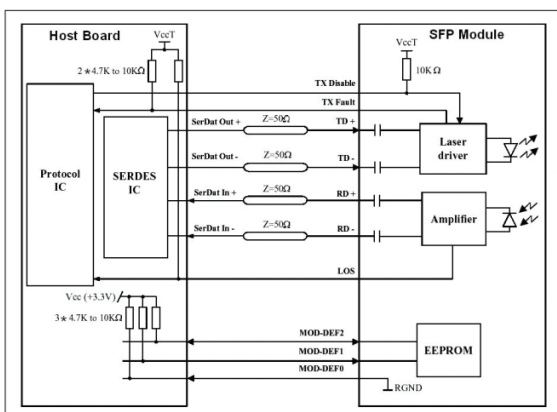 Host Board
SFP Module
VccT
VccT
2*4.7K to 10KΩ
10KΩ
TX Disable
TX Fault
SerDat Out +
Z=50Ω
TD +
SerDat Out -
Z=50Ω
TD -
Protocol
IC
SERDES
IC
Laser
driver
SerDat In +
Z=50Ω
RD +
SerDat In -
Z=50Ω
RD -
Amplifier
LOS
Vcc (+3.3V)
3*4.7K to 10KΩ
MOD-DEF2
MOD-DEF1
MOD-DEF0
EEPROM
RGND